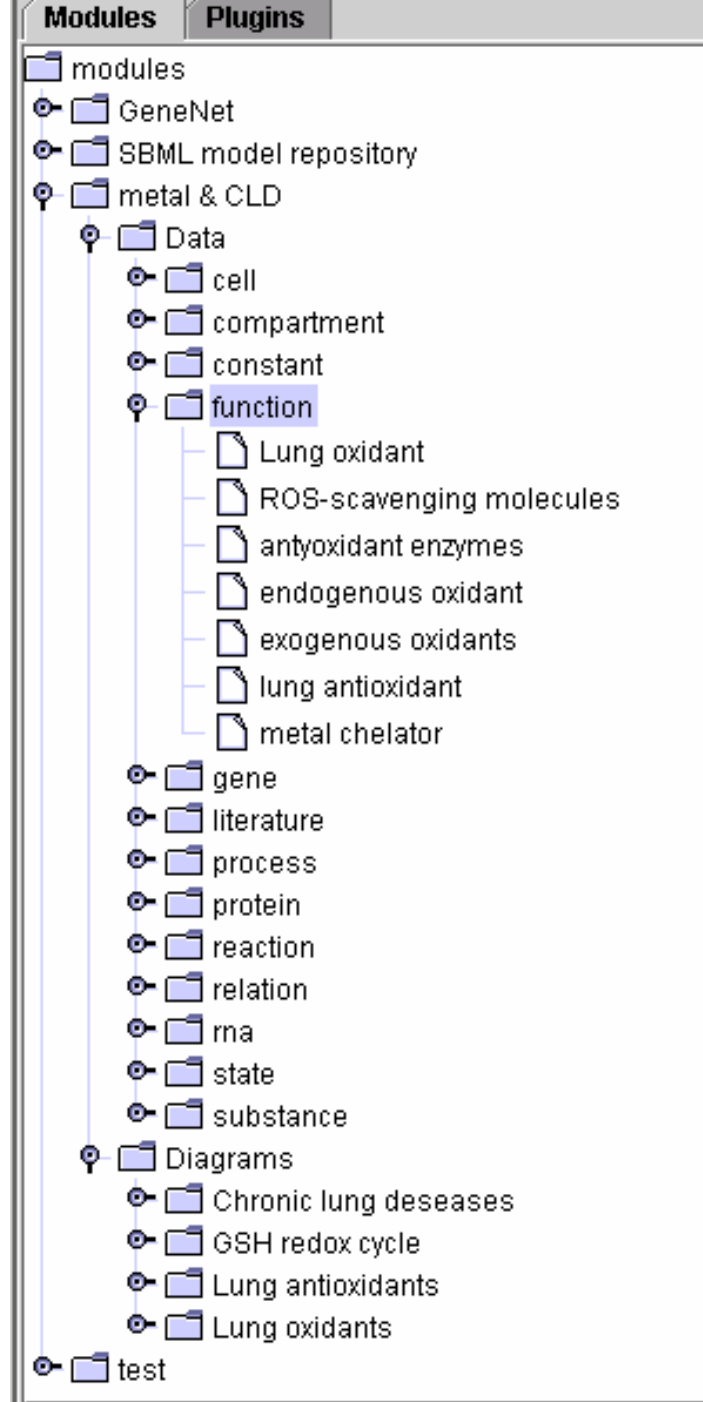 Modules Plugins
modules
GeneNet
SBML model repository
metal & CLD
Data
cell
compartment
constant
function
Lung oxidant
ROS-scavenging molecules
antyoxidant enzymes
endogenous oxidant
exogenous oxidants
lung antioxidant
metal chelator
gene
literature
process
protein
reaction
relation
rna
state
substance
Diagrams
Chronic lung deseases
GSH redox cycle
Lung antioxidants
Lung oxidants
test